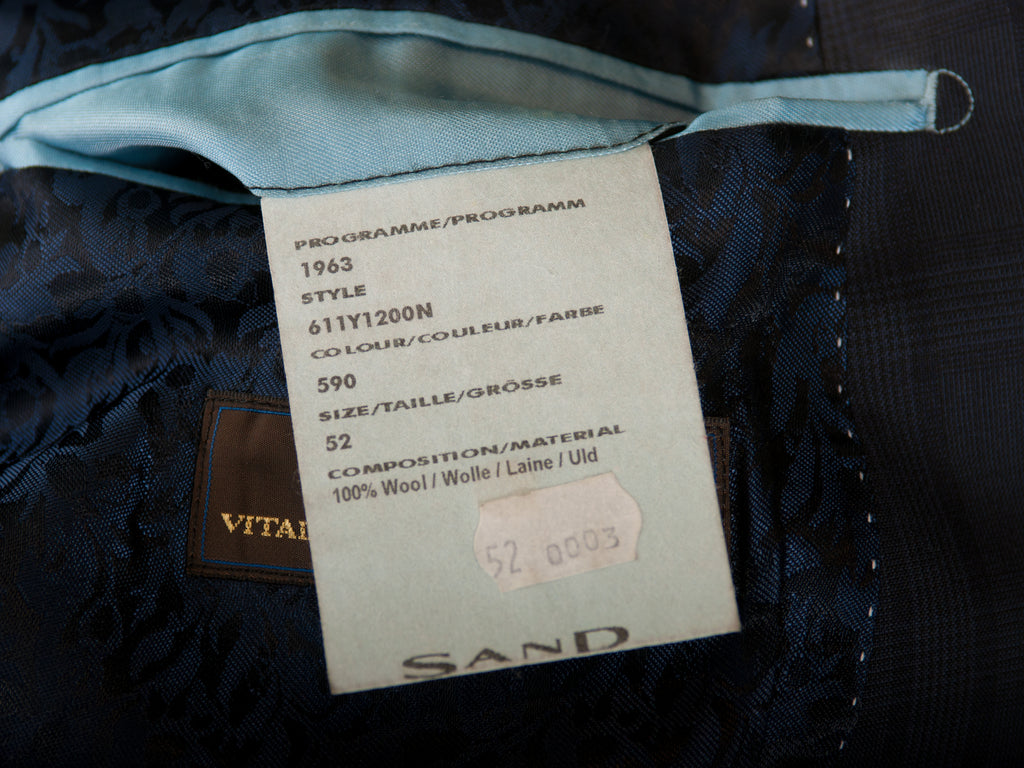 PROGRAMME/PROGRAMM
1963
STYLE
611Y1200N
COLOUR/COULEUR/FARBE
590
SIZE/TAILLE/GRÖSSE
52
COMPOSITION/MATERIAL
100% Wool / Wolle / Laine / Uld
52 0003
SAND